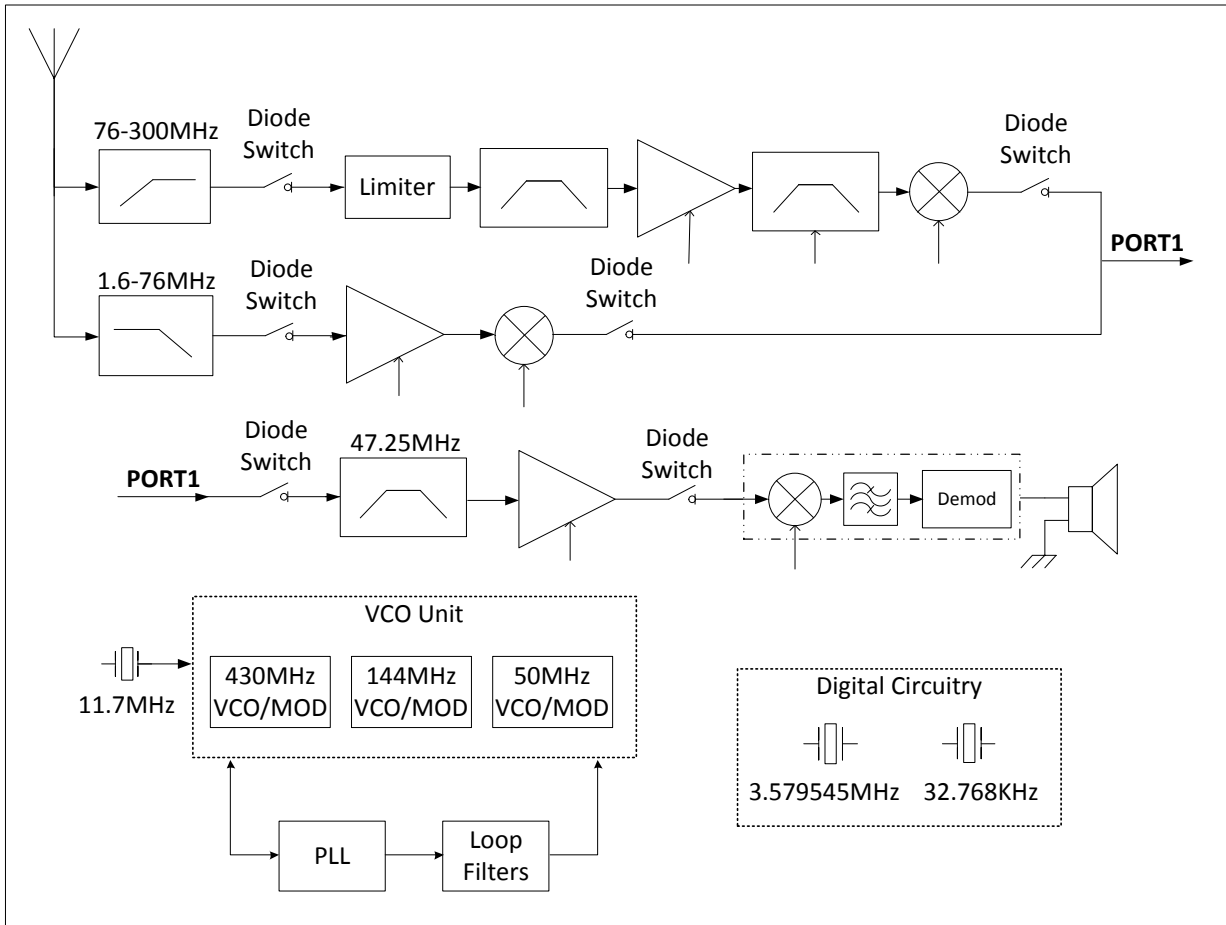 76-300MHz
Diode
Switch
Limiter
Diode
Switch
PORT1
1.6-76MHz
Diode
Switch
Diode
Switch
PORT1
Diode
Switch
47.25MHz
Diode
Switch
Demod
VCO Unit
11.7MHz
430MHz
VCO/MOD
144MHz
VCO/MOD
50MHz
VCO/MOD
PLL
Loop
Filters
Digital Circuitry
3.579545MHz
32.768KHz